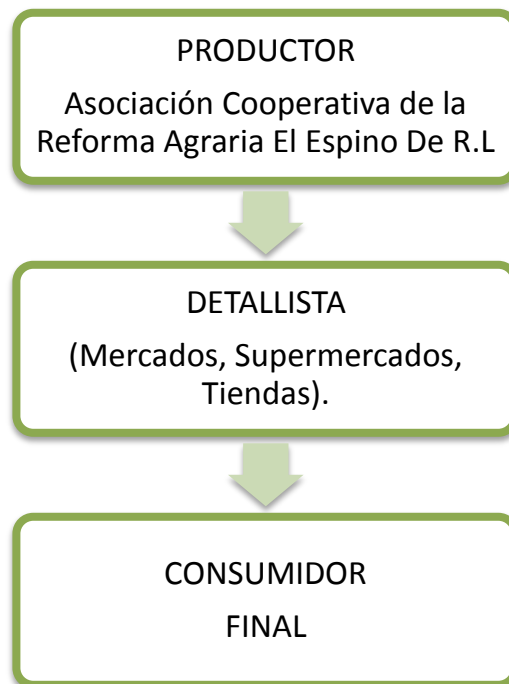 PRODUCTOR
Asociación Cooperativa de la
Reforma Agraria El Espino De R.L
DETALLISTA
(Mercados, Supermercados,
Tiendas).
CONSUMIDOR
FINAL